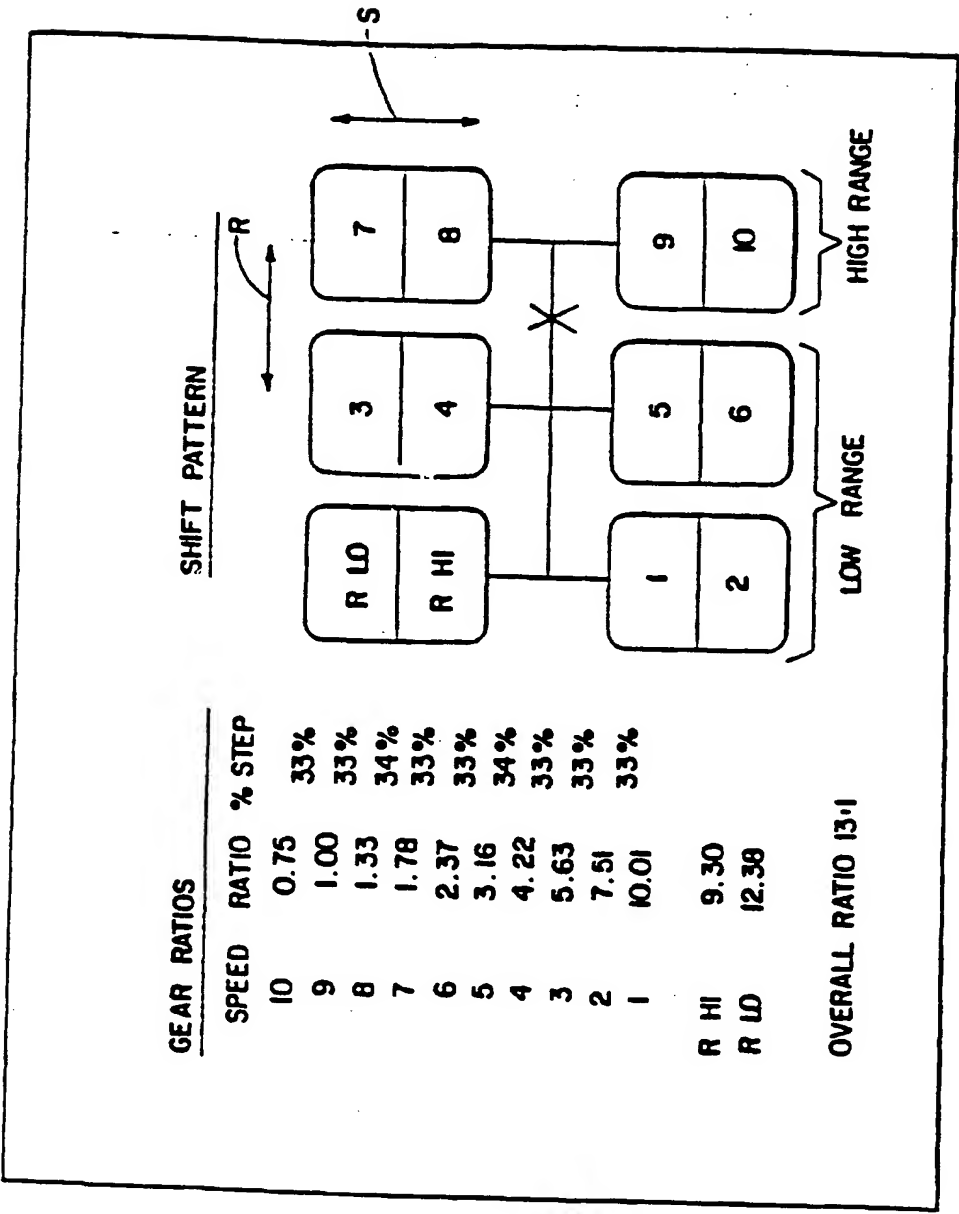 GEAR RATIOS
SPEED RATIO % STEP
10 0.75
33%
9 1.00
33%
8 1.33
34%
7 1.78
33%
6 2.37
33%
5 3.16
34%
4 4.22
33%
3 5.63
33%
2 7.51
33%
1 10.01
R HI 9.30
R LO 12.38
OVERALL RATIO 13:1
SHIFT PATTERN
R
S
R LO
R HI
3
4
7
8
1
2
5
6
9
10
LOW RANGE
HIGH RANGE